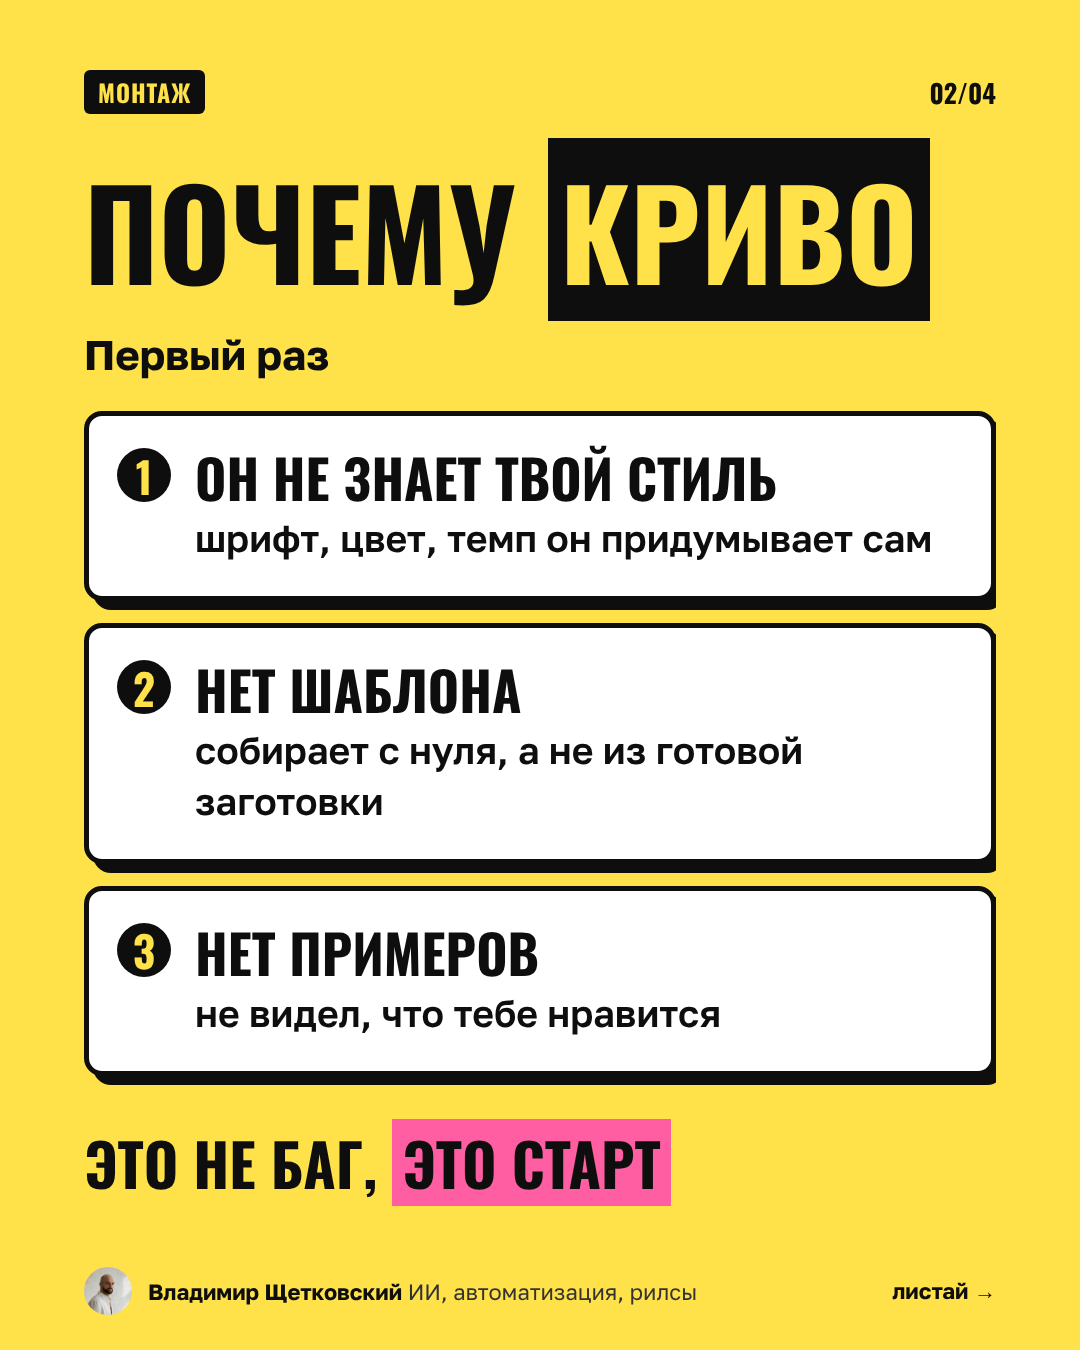 МОНТАЖ
02/04
ПОЧЕМУ КРИВО
Первый раз
1 ОН НЕ ЗНАЕТ ТВОЙ СТИЛЬ
шрифт, цвет, темп он придумывает сам
2 НЕТ ШАБЛОНА
собирает с нуля, а не из готовой
заготовки
3 НЕТ ПРИМЕРОВ
не видел, что тебе нравится
ЭТО НЕ БАГ, ЭТО СТАРТ
Владимир Щетковский ИИ, автоматизация, рилсы
листай →